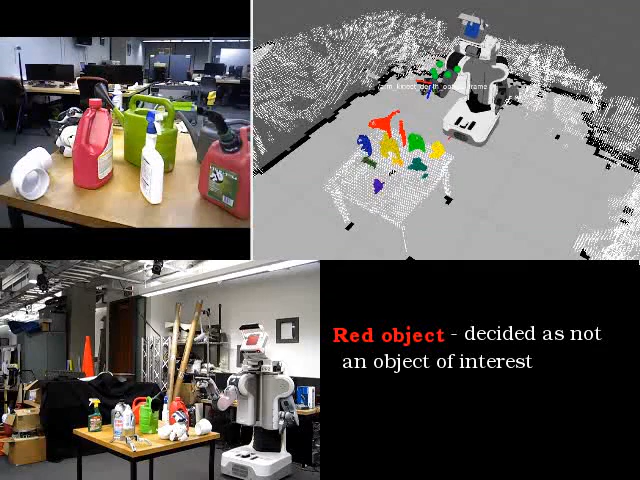 Red object - decided as not
an object of interest